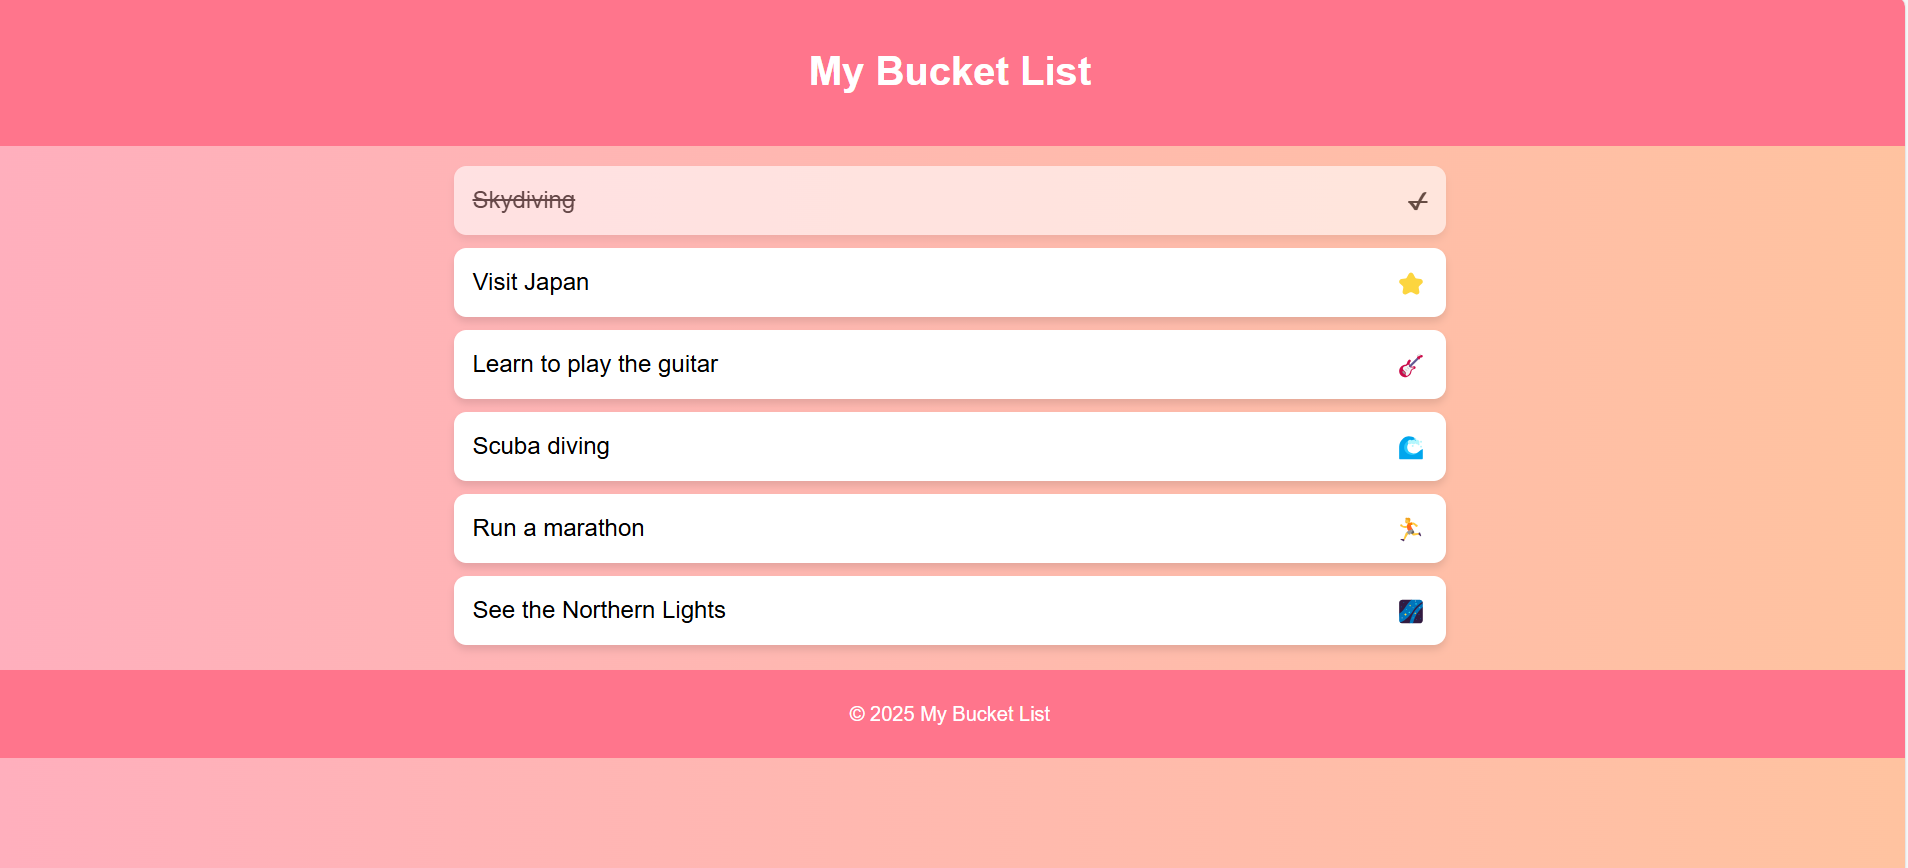 My Bucket List
Skydiving ✓
Visit Japan ⭐
Learn to play the guitar 🎸
Scuba diving 🌊
Run a marathon 🏃
See the Northern Lights 🌌
© 2025 My Bucket List